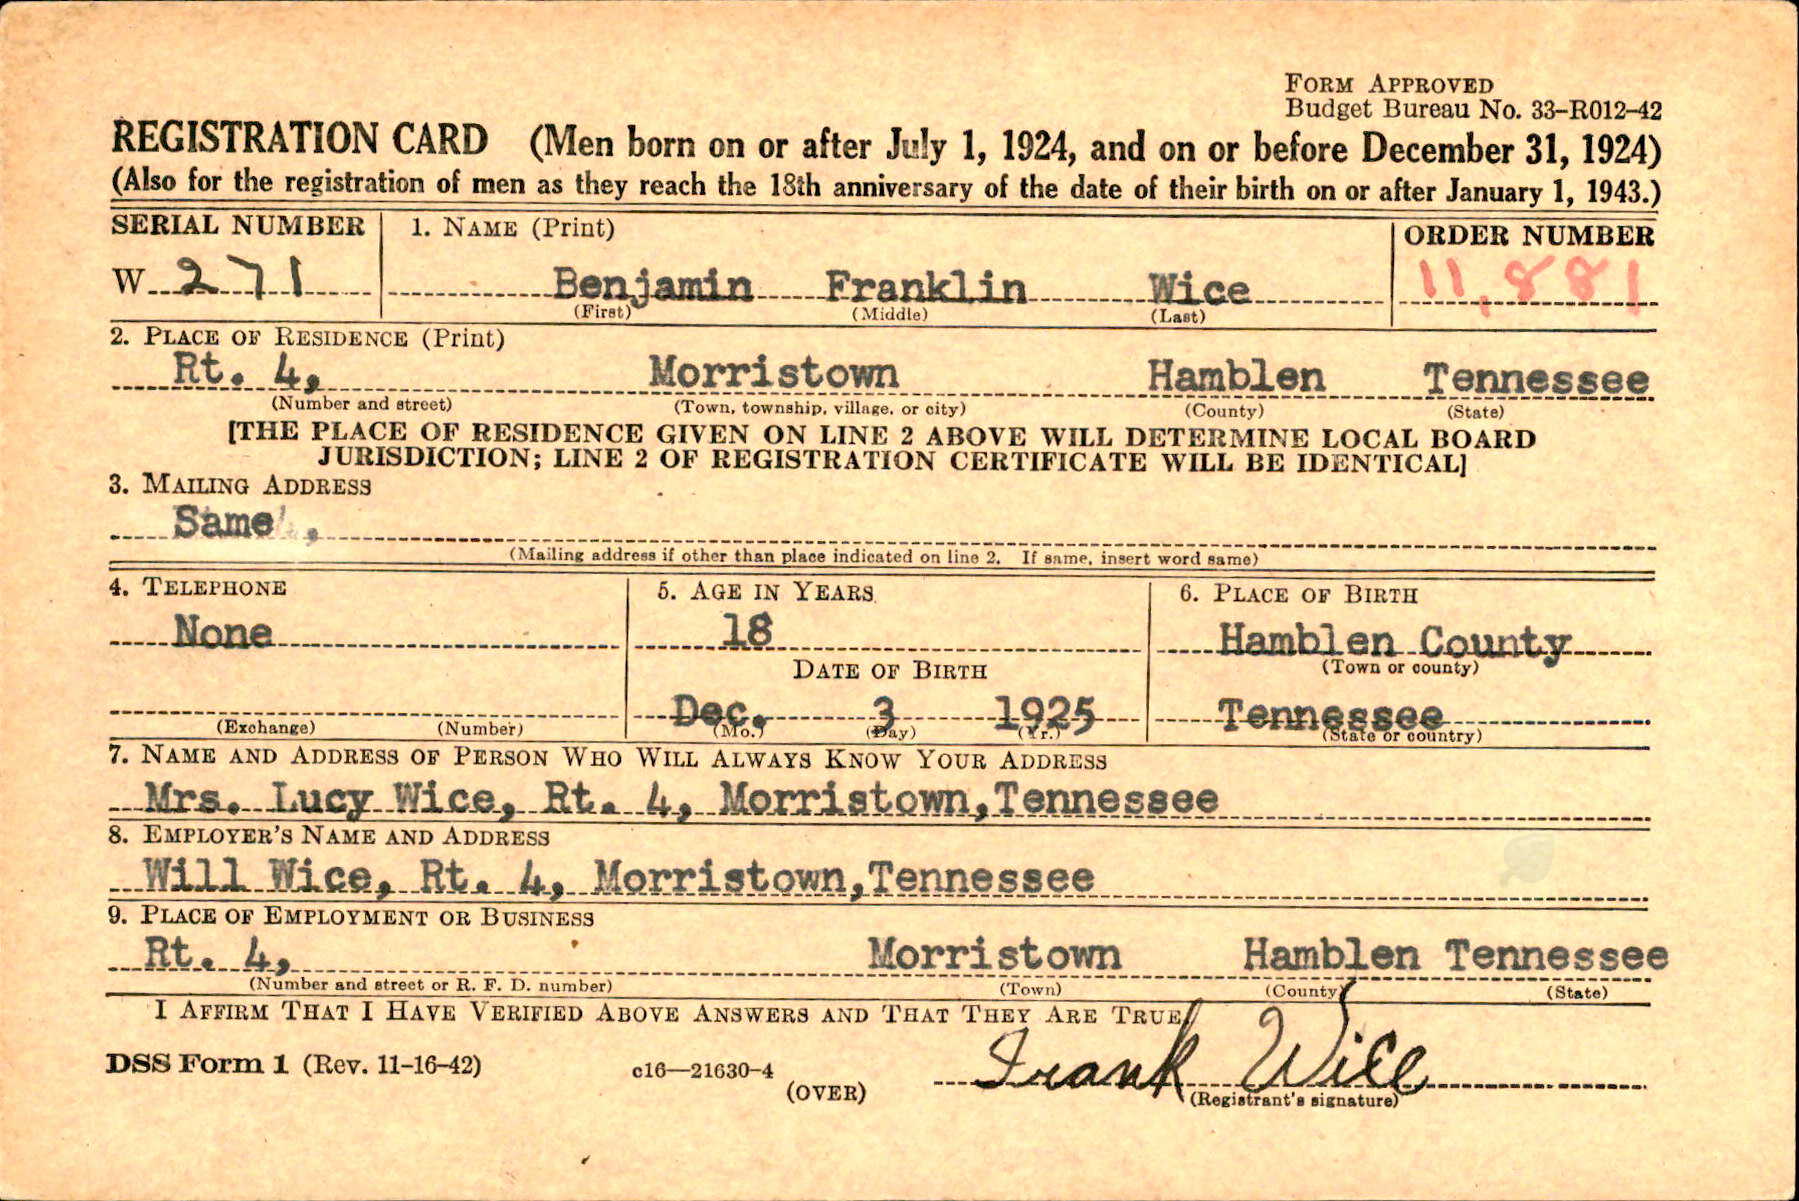 FORM APPROVED
Budget Bureau No. 33-R012-42
REGISTRATION CARD (Men born on or after July 1, 1924, and on or before December 31, 1924)
(Also for the registration of men as they reach the 18th anniversary of the date of their birth on or after January 1, 1943.)
SERIAL NUMBER 1. NAME (Print) ORDER NUMBER
W 271 Benjamin Franklin Wice 11,881
(First) (Middle) (Last)
2. PLACE OF RESIDENCE (Print)
Rt. 4, Morristown Hamblen Tennessee
(Number and street) (Town, township, village, or city) (County) (State)
[THE PLACE OF RESIDENCE GIVEN ON LINE 2 ABOVE WILL DETERMINE LOCAL BOARD
JURISDICTION; LINE 2 OF REGISTRATION CERTIFICATE WILL BE IDENTICAL]
3. MAILING ADDRESS
Same ,
(Mailing address if other than place indicated on line 2. If same, insert word same)
4. TELEPHONE 5. AGE IN YEARS 6. PLACE OF BIRTH
None 18 Hamblen County
(Town or county)
DATE OF BIRTH
Dec. 3 1925 Tennessee
(Exchange) (Number) (Mo.) (Day) (Yr.) (State or country)
7. NAME AND ADDRESS OF PERSON WHO WILL ALWAYS KNOW YOUR ADDRESS
Mrs. Lucy Wice, Rt. 4, Morristown,Tennessee
8. EMPLOYER'S NAME AND ADDRESS
Will Wice, Rt. 4, Morristown,Tennessee
9. PLACE OF EMPLOYMENT OR BUSINESS
Rt. 4, Morristown Hamblen Tennessee
(Number and street or R. F. D. number) (Town) (County) (State)
I AFFIRM THAT I HAVE VERIFIED ABOVE ANSWERS AND THAT THEY ARE TRUE
DSS Form 1 (Rev. 11-16-42) c16—21630-4 Frank Wice
(OVER) (Registrant's signature)